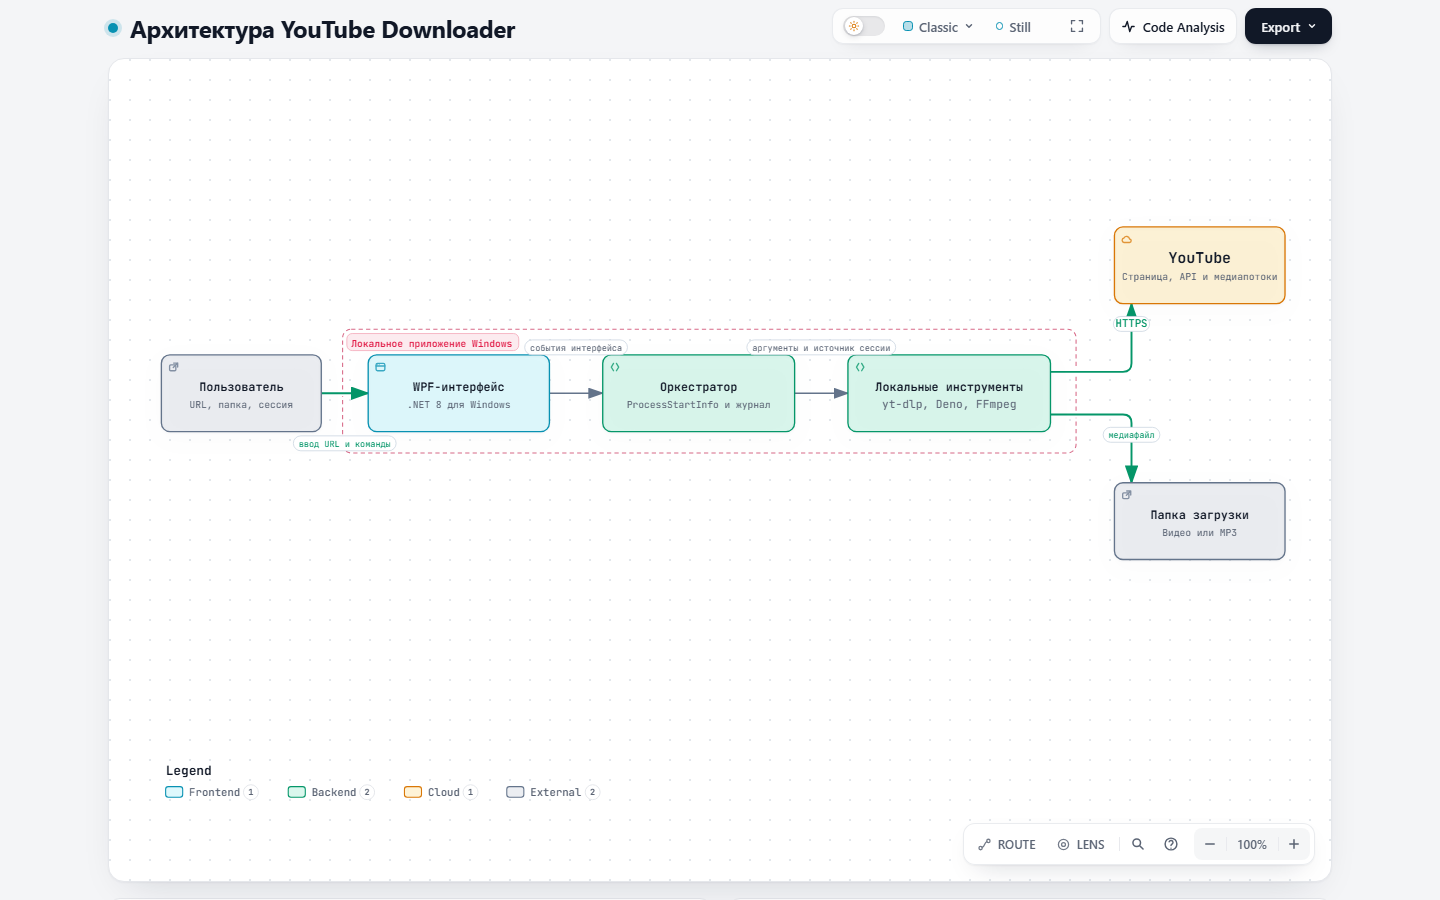 Архитектура YouTube Downloader
Classic
Still
Code Analysis
Export
YouTube
Страница, API и медиапотоки
HTTPS
Локальное приложение Windows
события интерфейса
аргументы и источник сессии
Пользователь
URL, папка, сессия
WPF-интерфейс
.NET 8 для Windows
Оркестратор
ProcessStartInfo и журнал
Локальные инструменты
yt-dlp, Deno, FFmpeg
ввод URL и команды
медиафайл
Папка загрузки
Видео или MP3
Legend
Frontend 1
Backend 2
Cloud 1
External 2
ROUTE
LENS
100%